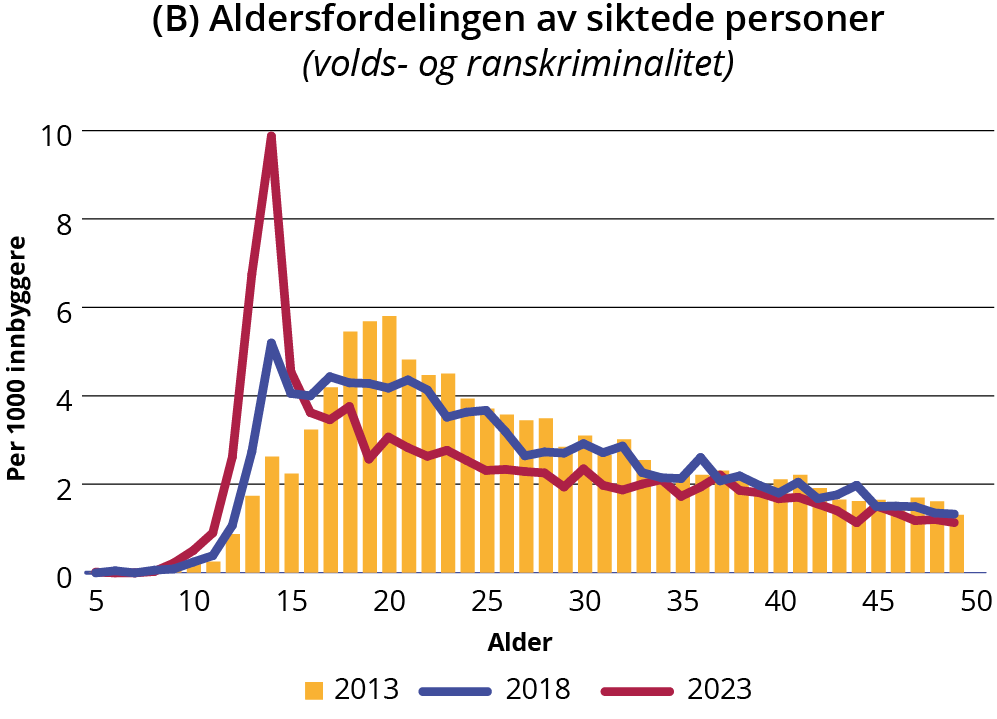 (B) Aldersfordelingen av siktede personer
(volds- og ranskriminalitet)
Per 1000 innbyggere
10
8
6
4
2
0
5 10 15 20 25 30 35 40 45 50
Alder
2013 2018 2023